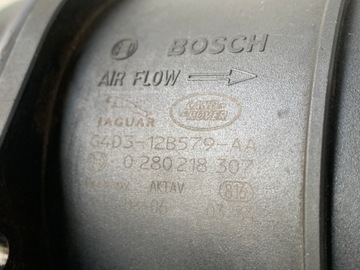 BOSCH
AIR FLOW
LAND
ROVER
JAGUAR
G4D3-12B579-AA
0 280 218 307
AKTAV 816